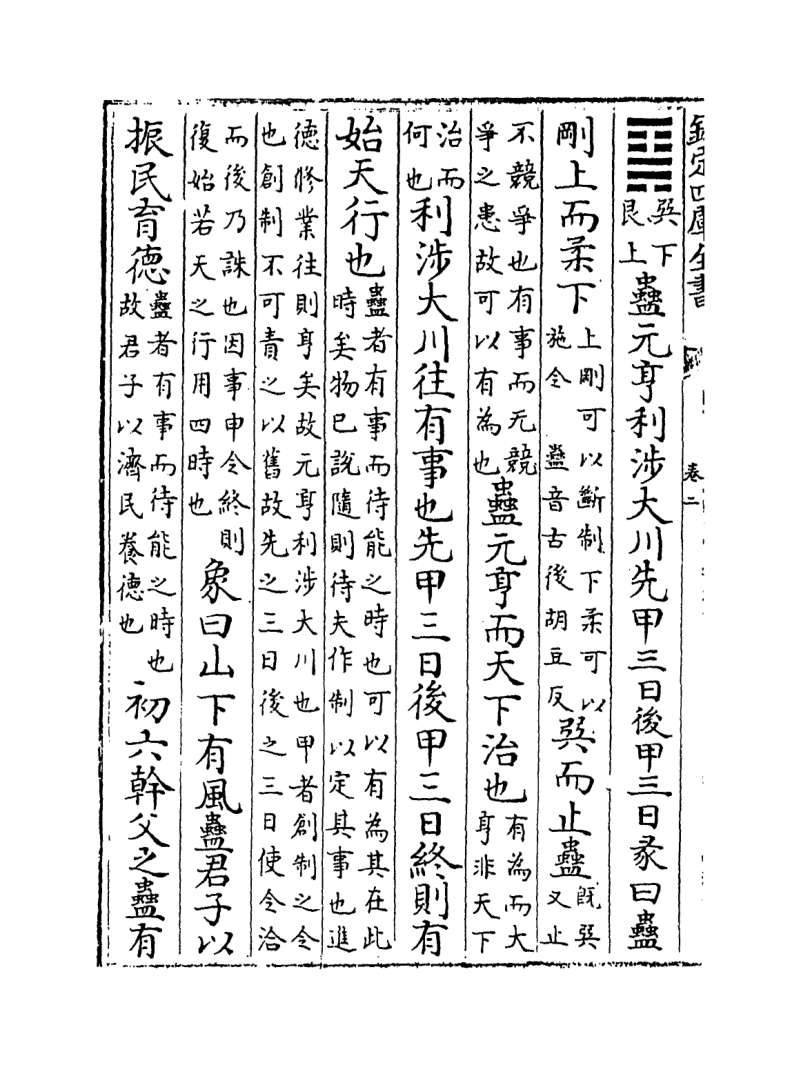 欽定四庫全書 卷二
䷑巽下艮上蠱元亨利涉大川先甲三日後甲三日彖曰蠱
剛上而柔下上剛可以斷制下柔可以施令 蠱音古後胡豆反巽而止蠱既巽又止
不競爭也有事而无競爭之患故可以有為也蠱元亨而天下治也有為而大亨非天下
治而何也利涉大川往有事也先甲三日後甲三日終則有
始天行也蠱者有事而待能之時也可以有為其在此時矣物已說隨則待夫作制以定其事也進
德修業往則亨矣故元亨利涉大川也甲者創制之令也創制不可責之以舊故先之三日後之三日使令洽
而後乃誅也因事申令終則復始若天之行用四時也象曰山下有風蠱君子以
振民育德蠱者有事而待能之時也故君子以濟民養德也初六幹父之蠱有